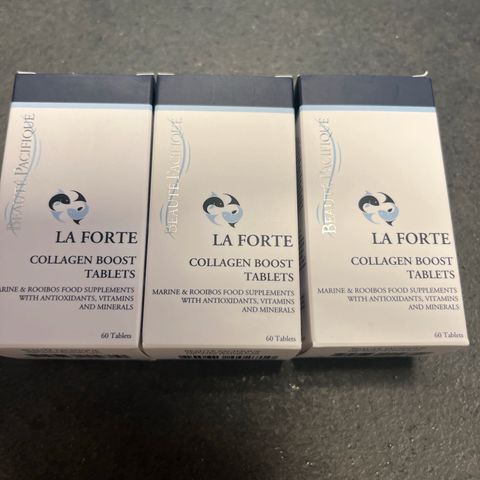 BEAUTÉ PACIFIQUE
LA FORTE
COLLAGEN BOOST
TABLETS
MARINE & ROOIBOS FOOD SUPPLEMENTS
WITH ANTIOXIDANTS, VITAMINS
AND MINERALS
60 Tablets
BEAUTÉ PACIFIQUE
LA FORTE
COLLAGEN BOOST
TABLETS
MARINE & ROOIBOS FOOD SUPPLEMENTS
WITH ANTIOXIDANTS, VITAMINS
AND MINERALS
60 Tablets
BEAUTÉ PACIFIQUE
LA FORTE
COLLAGEN BOOST
TABLETS
MARINE & ROOIBOS FOOD SUPPLEMENTS
WITH ANTIOXIDANTS, VITAMINS
AND MINERALS
60 Tablets